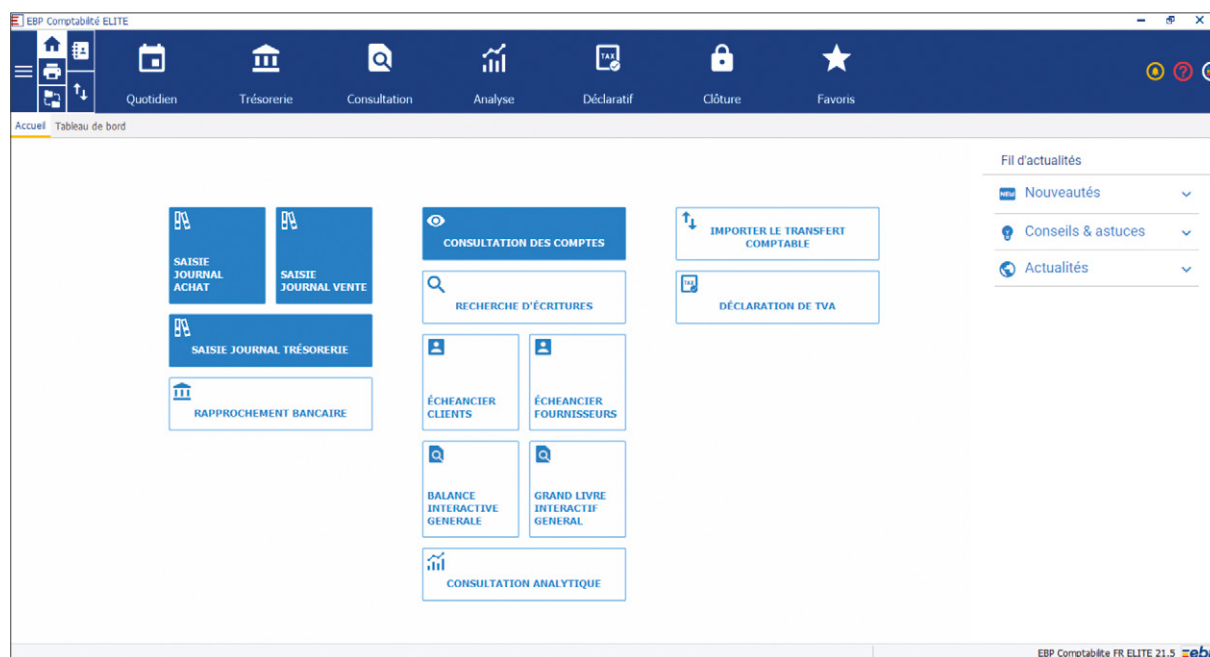 EBP Comptabilité ELITE
Quotidien
Trésorerie
Consultation
Analyse
TAX
Déclaratif
Clôture
Favoris
Accueil
Tableau de bord
SAISIE
JOURNAL
ACHAT
SAISIE
JOURNAL VENTE
SAISIE JOURNAL TRÉSORERIE
RAPPROCHEMENT BANCAIRE
CONSULTATION DES COMPTES
RECHERCHE D'ÉCRITURES
ÉCHEANCIER
CLIENTS
ÉCHEANCIER
FOURNISSEURS
BALANCE
INTERACTIVE
GENERALE
GRAND LIVRE
INTERACTIF
GENERAL
CONSULTATION ANALYTIQUE
IMPORTER LE TRANSFERT
COMPTABLE
TAX
DÉCLARATION DE TVA
Fil d'actualités
NEW
Nouveautés
Conseils & astuces
Actualités
EBP Comptabilite FR ELITE 21.5